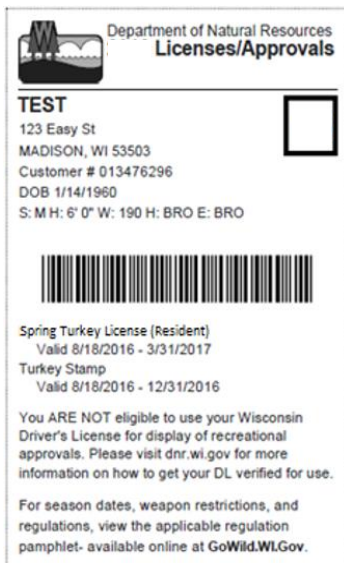 Department of Natural Resources
Licenses/Approvals
TEST
123 Easy St
MADISON, WI 53503
Customer # 013476296
DOB 1/14/1960
S: M H: 6' 0" W: 190 H: BRO E: BRO
Spring Turkey License (Resident)
Valid 8/18/2016 - 3/31/2017
Turkey Stamp
Valid 8/18/2016 - 12/31/2016
You ARE NOT eligible to use your Wisconsin
Driver's License for display of recreational
approvals. Please visit dnr.wi.gov for more
information on how to get your DL verified for use.
For season dates, weapon restrictions, and
regulations, view the applicable regulation
pamphlet- available online at GoWild.WI.Gov.